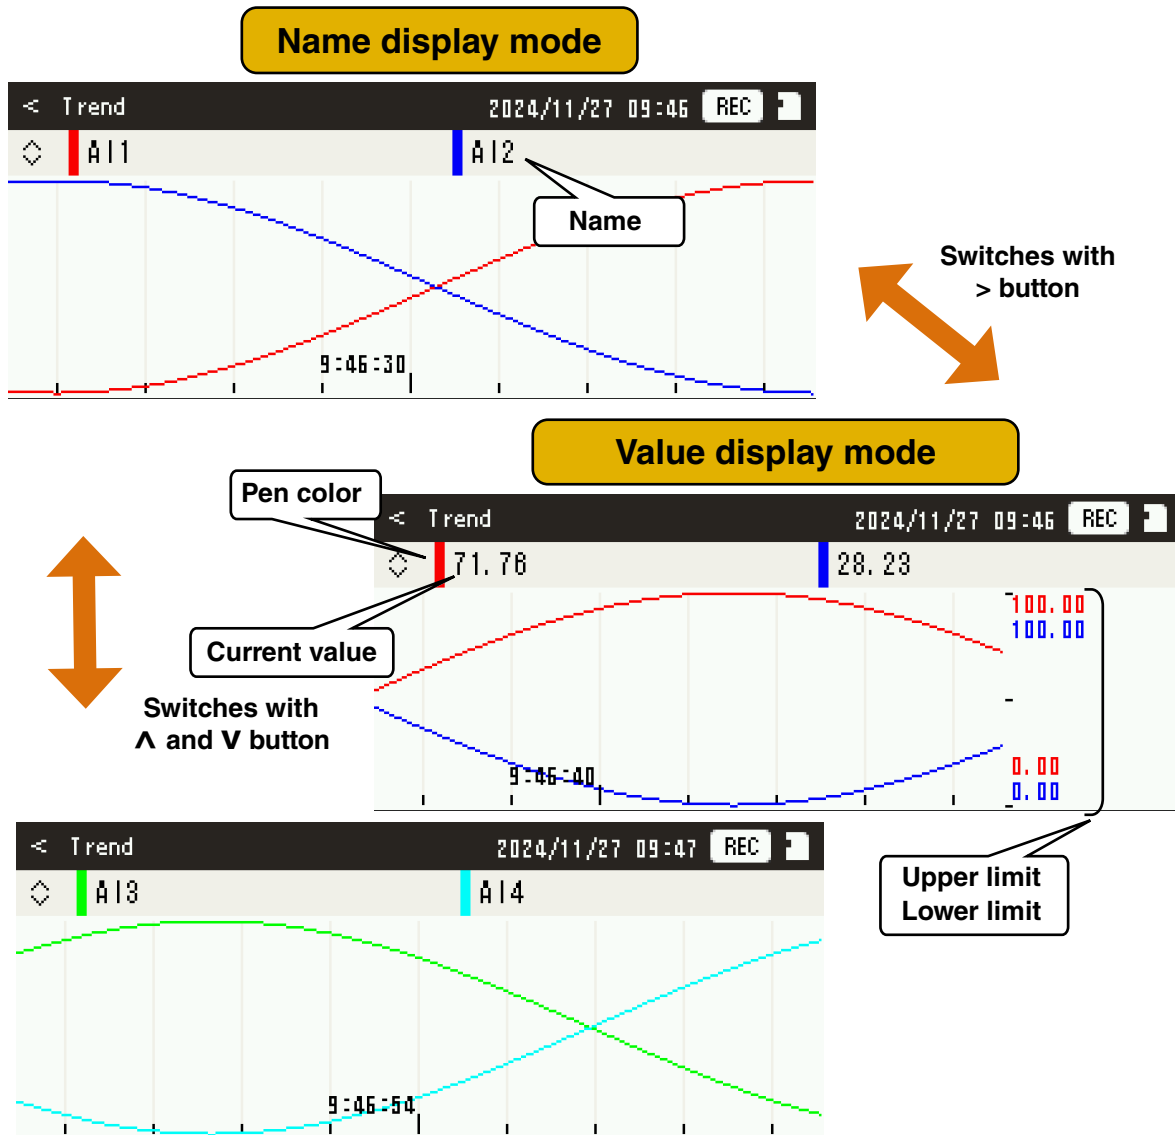 Name display mode
< Trend 2024/11/27 09:46 REC
AI1 AI2
Name
9:46:30
Switches with
> button
Value display mode
Pen color
< Trend 2024/11/27 09:46 REC
71.76 28.23
100.00
100.00
Current value
Switches with
∧ and ∨ button
9:46:40
0.00
0.00
< Trend 2024/11/27 09:47 REC
AI3 AI4
Upper limit
Lower limit
9:46:54